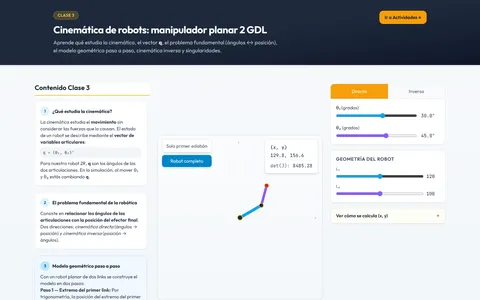 CLASE 3
Cinemática de robots: manipulador planar 2 GDL
Aprende qué estudia la cinemática, el vector q, el problema fundamental (ángulos ↔ posición),
el modelo geométrico paso a paso, cinemática inversa y singularidades.
Ir a Actividades
Contenido Clase 3
1 ¿Qué estudia la cinemática?
La cinemática estudia el movimiento sin
considerar las fuerzas que lo causan. El estado
de un robot se describe mediante el vector de
variables articulares:
q = (θ₁, θ₂)ᵀ
Para nuestro robot 2R, q son los ángulos de las
dos articulaciones. En la simulación, al mover θ₁
y θ₂ estás cambiando q.
2 El problema fundamental de la robótica
Consiste en relacionar los ángulos de las
articulaciones con la posición del efector final.
Dos direcciones: cinemática directa (ángulos →
posición) y cinemática inversa (posición →
ángulos).
3 Modelo geométrico paso a paso
Con un robot planar de dos links se construye el
modelo en dos pasos:
Paso 1 — Extremo del primer link: Por
trigonometría, la posición del extremo del primer
Solo primer eslabón
Robot completo
(x, y)
129.8, 156.6
det(J): 8485.28
Directa
Inversa
θ₁ (grados)
30.0°
θ₂ (grados)
45.0°
GEOMETRÍA DEL ROBOT
L₁
120
L₂
100
Ver cómo se calcula (x, y)